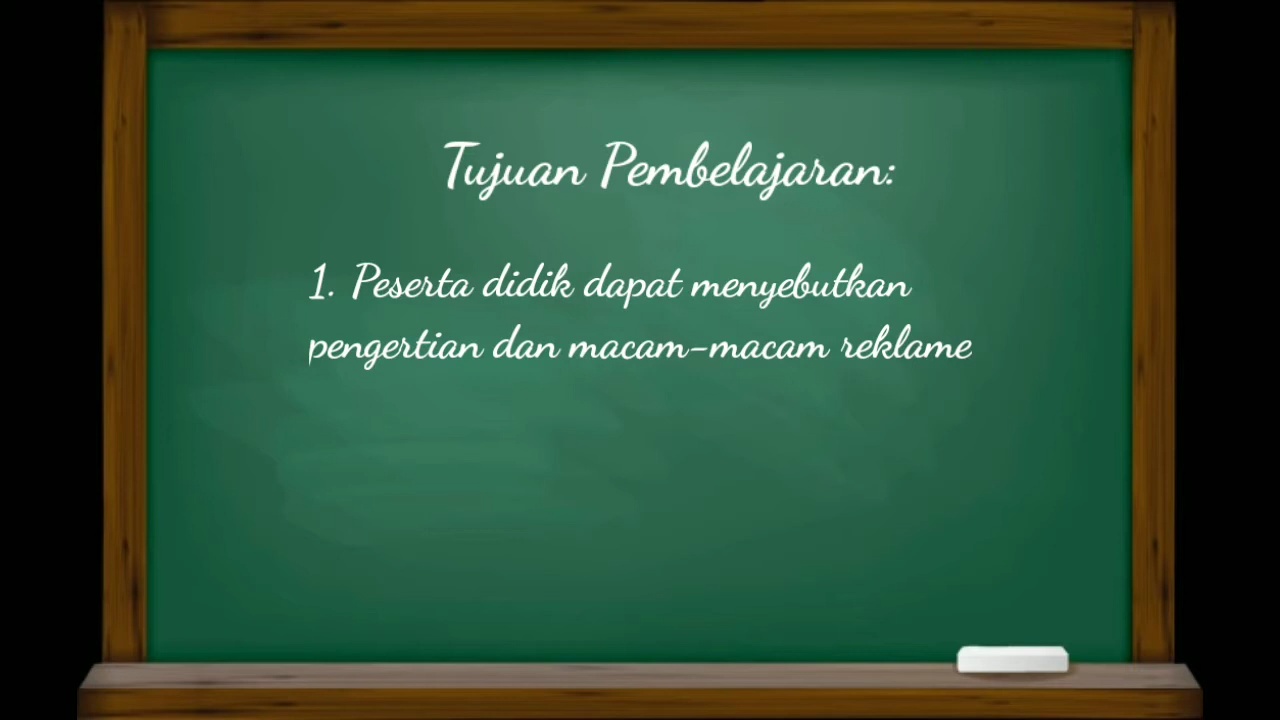 Tujuan Pembelajaran:
1. Peserta didik dapat menyebutkan
pengertian dan macam-macam reklame